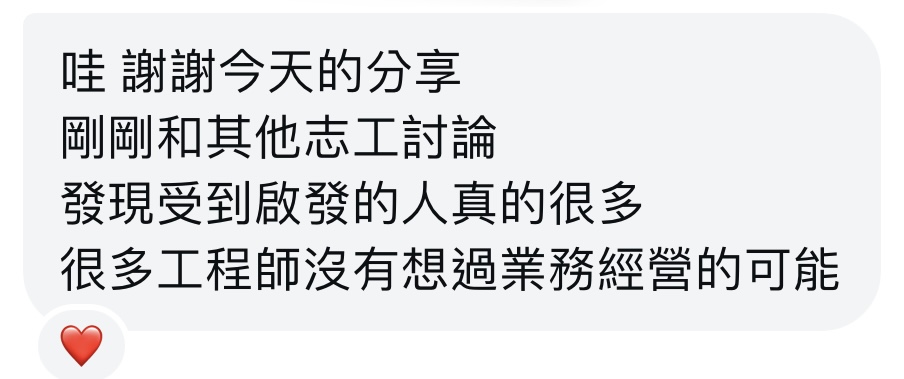 哇 謝謝今天的分享
剛剛和其他志工討論
發現受到啟發的人真的很多
很多工程師沒有想過業務經營的可能